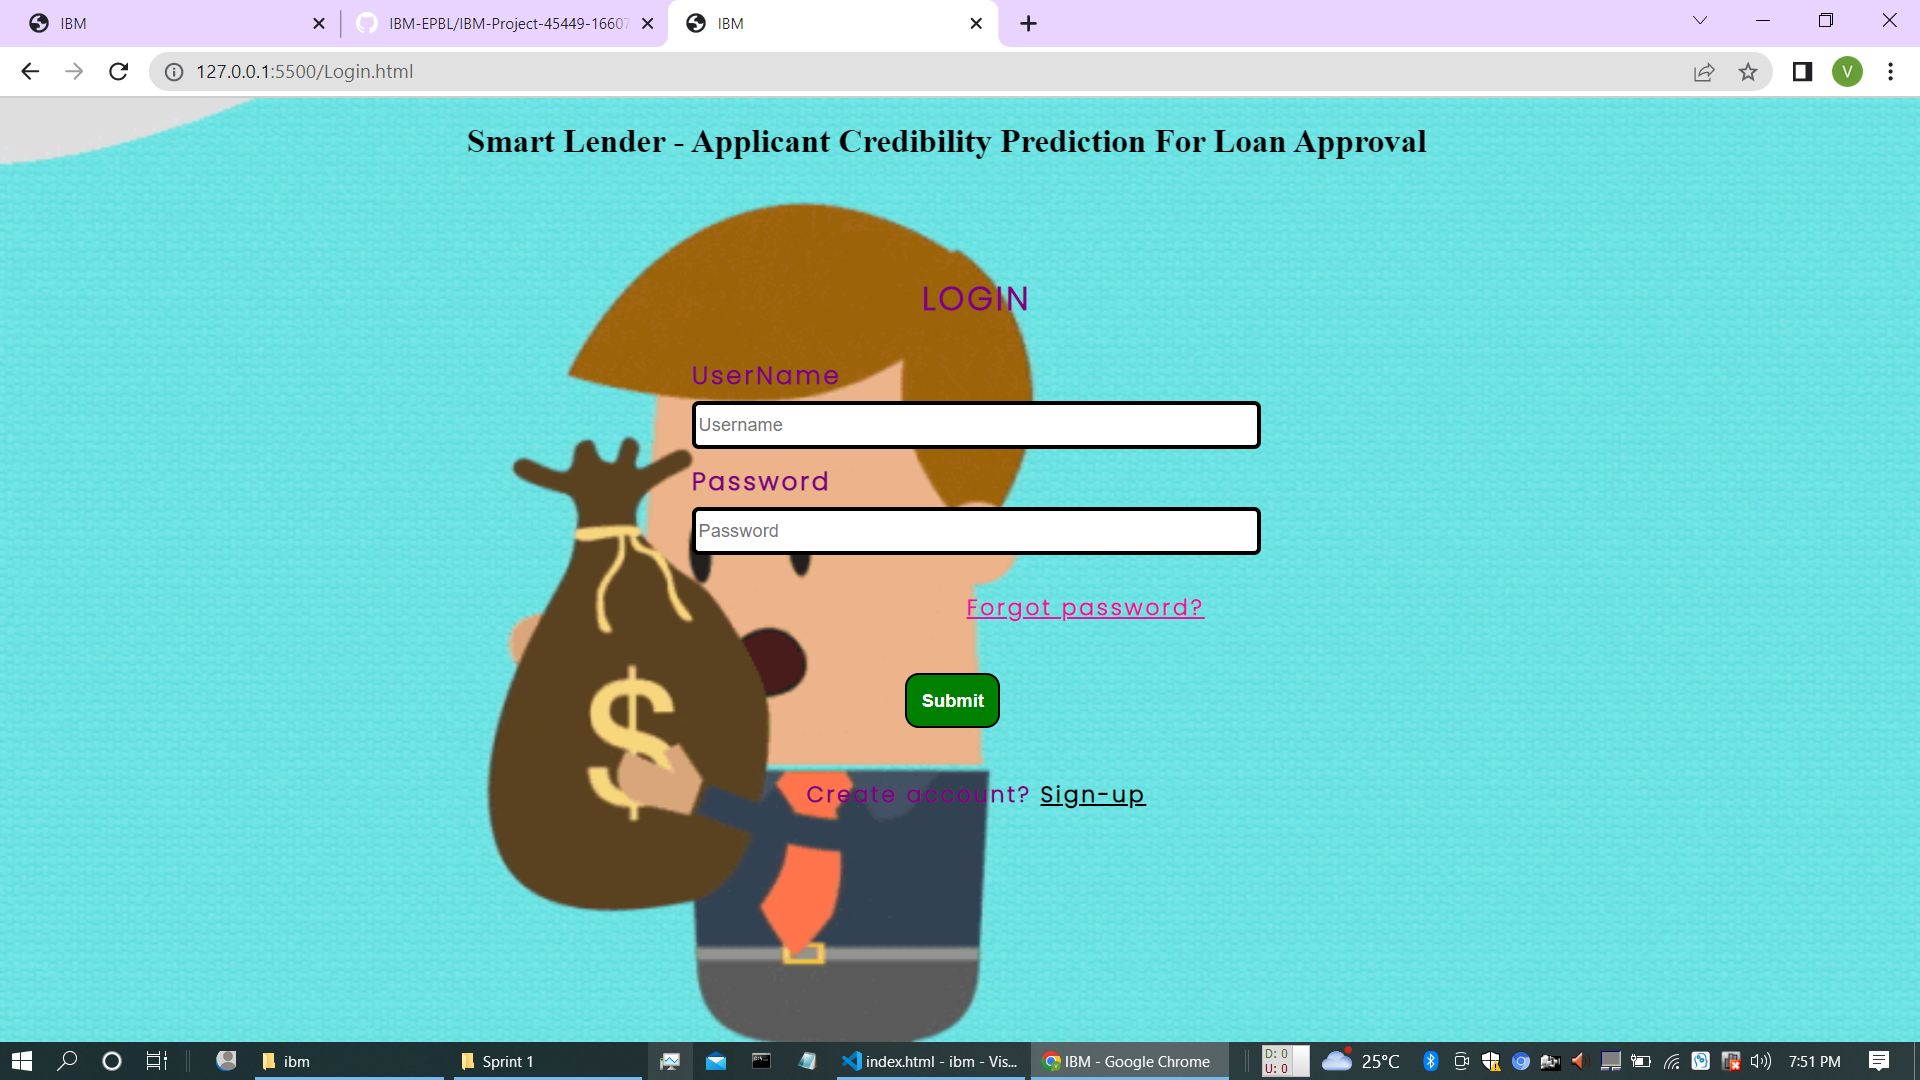 IBM
IBM-EPBL/IBM-Project-45449-16607
IBM
127.0.0.1:5500/Login.html
V
Smart Lender - Applicant Credibility Prediction For Loan Approval
LOGIN
UserName
Username
Password
Password
Forgot password?
$
Submit
Create account? Sign-up
ibm
Sprint 1
index.html - ibm - Vis...
IBM - Google Chrome
D: 0
U: 0
25°C
7:51 PM